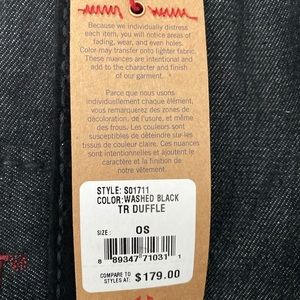 Because we individually distress
each item, you will notice areas of
fading, wear, and even holes.
Color may transfer onto lighter fabric.
These nuances are intentional and
add to the character and finish
of our garment.
Parce que nous usons
individuellement chaque élément,
vous remarquerez des zones de
décoloration, de l'usure, et même
des trous. Les couleurs sont
susceptibles de déteindre sur les
tissus de couleur claire. Ces nuances
sont intentionnelles et ajoutent le
caractère et la finition de
notre vêtement.
STYLE: S01711
COLOR:WASHED BLACK
TR DUFFLE
SIZE: OS
8 89347 71031 1
COMPARE TO
STYLES AT: $179.00